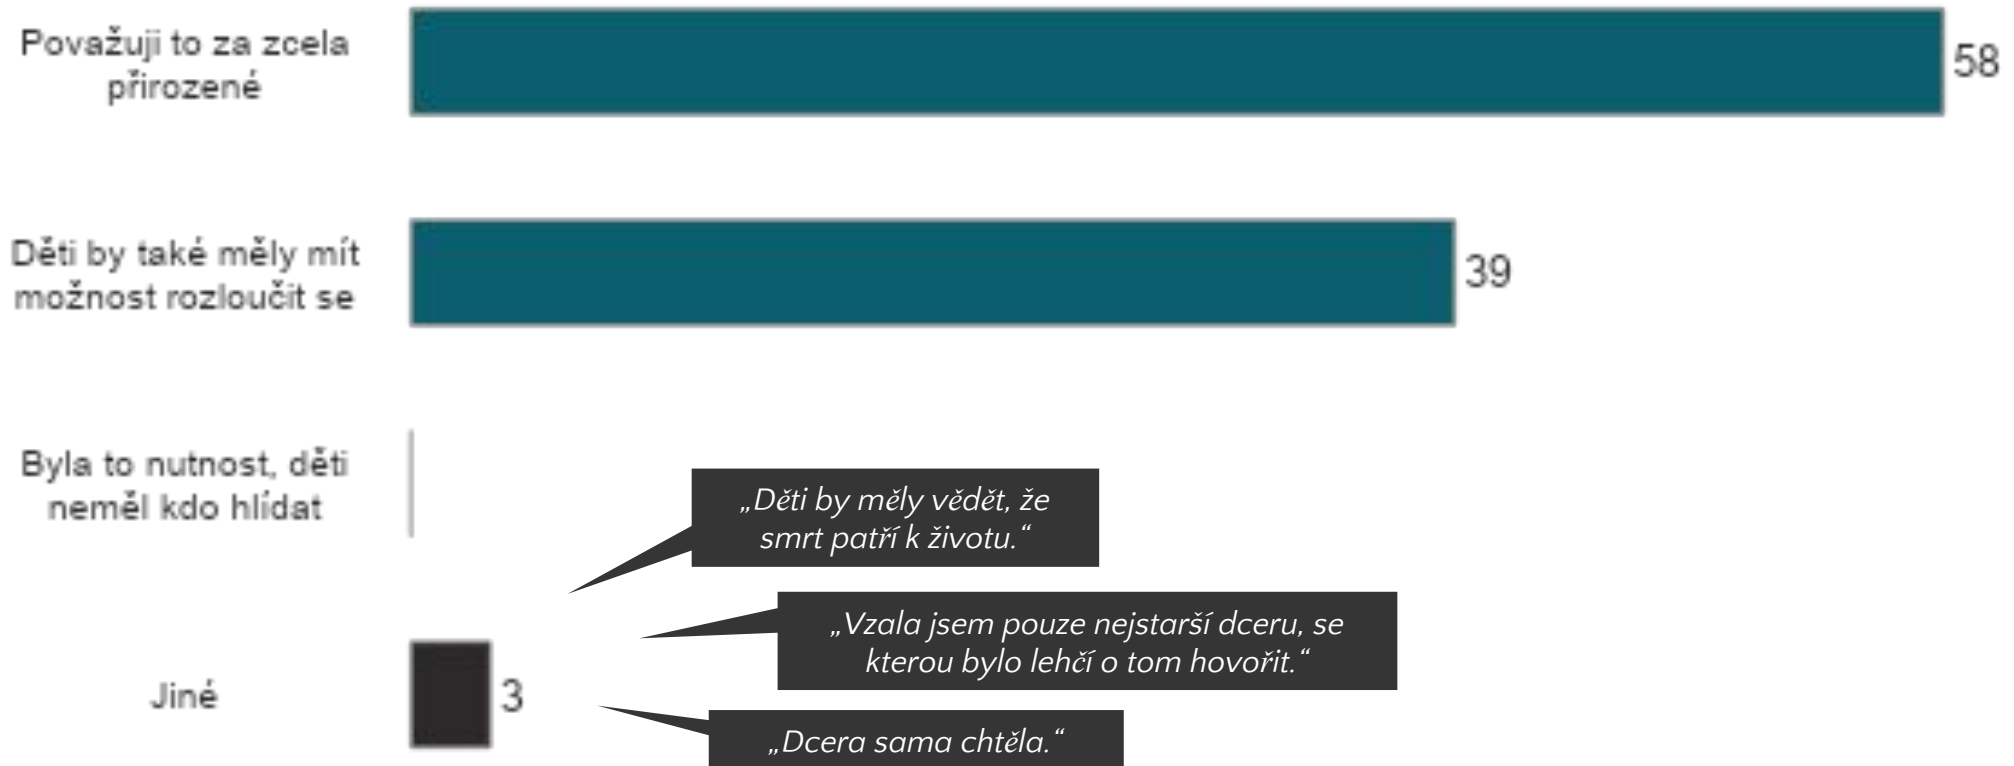 Považuji to za zcela
přirozené
58
Děti by také měly mít
možnost rozloučit se
39
Byla to nutnost, děti
neměl kdo hlídat
„Děti by měly vědět, že
smrt patří k životu.“
„Vzala jsem pouze nejstarší dceru, se
kterou bylo lehčí o tom hovořit.“
Jiné
3
„Dcera sama chtěla.“